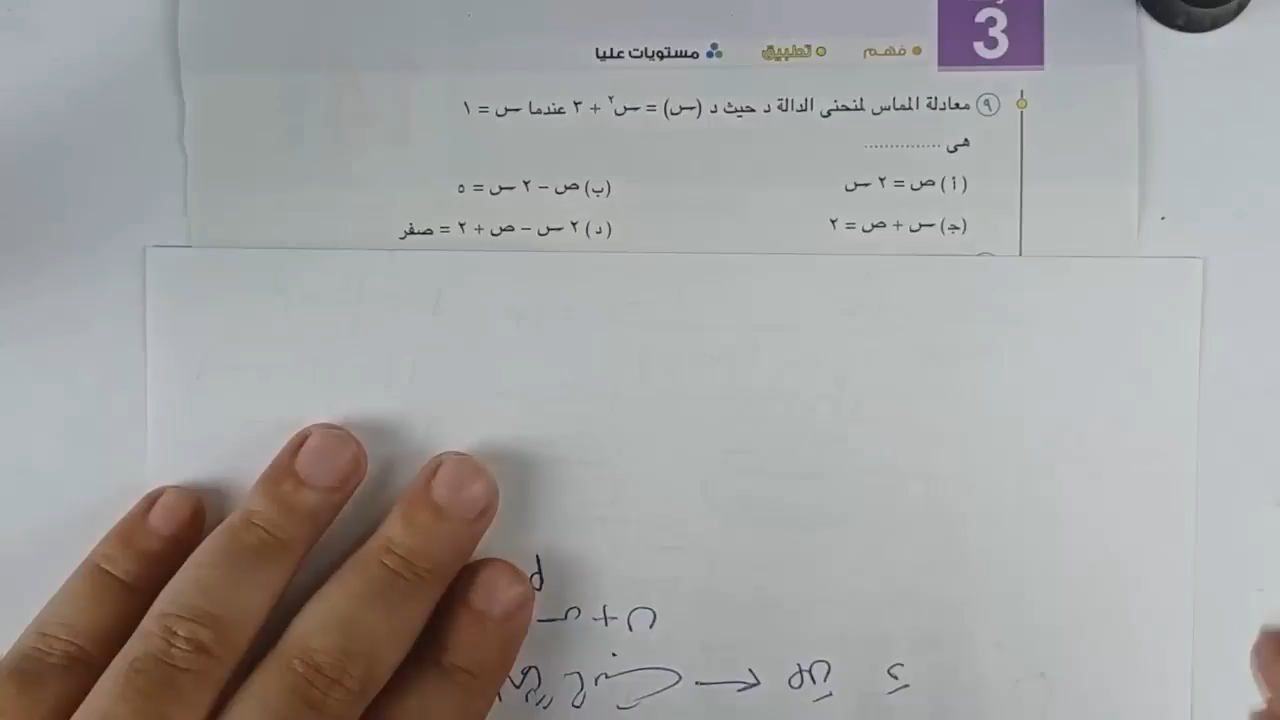 3
فهم تطبيق مستويات عليا
٩ معادلة المماس لمنحنى الدالة د حيث د (س) = س٢ + ٣ عندما س = ١
هى ...............
(أ) ص = ٢ س (ب) ص − ٢ س = ٥
(جـ) س + ص = ٢ (د) ٢ س − ص + ٢ = صفر